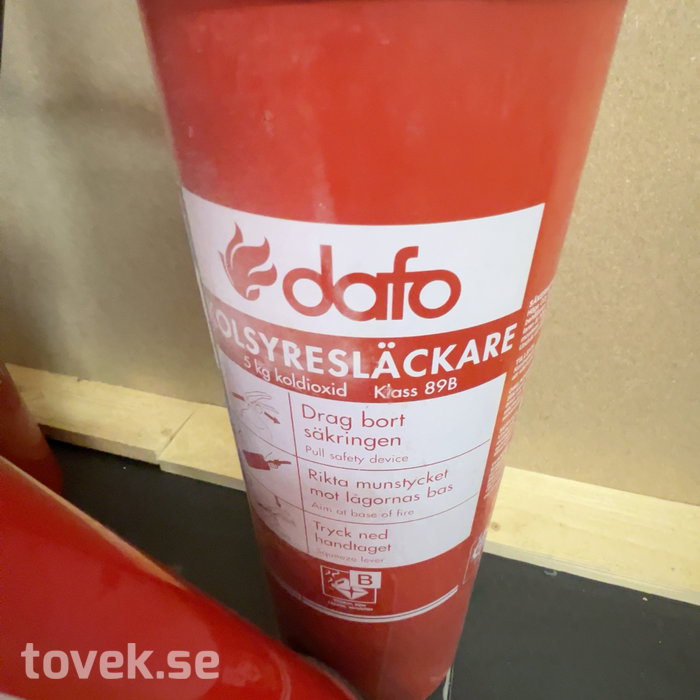 dafo
KOLSYRESLÄCKARE
5 kg koldioxid Klass 89B
Drag bort
säkringen
Pull safety device
Rikta munstycket
mot lågornas bas
Aim at base of fire
Tryck ned
handtaget
Squeeze lever
B
tovek.se